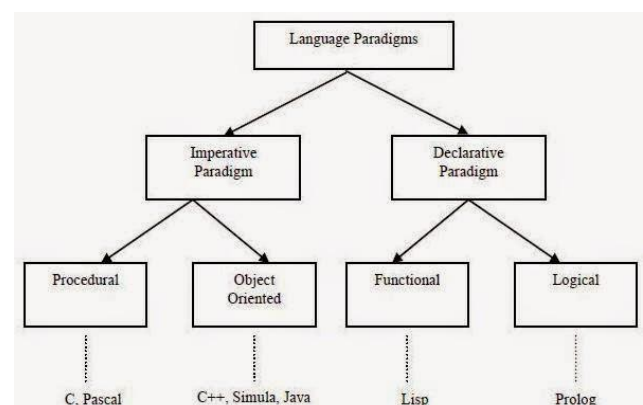 Language Paradigms
Imperative
Paradigm
Declarative
Paradigm
Procedural
Object
Oriented
Functional
Logical
C, Pascal
C++, Simula, Java
Lisp
Prolog